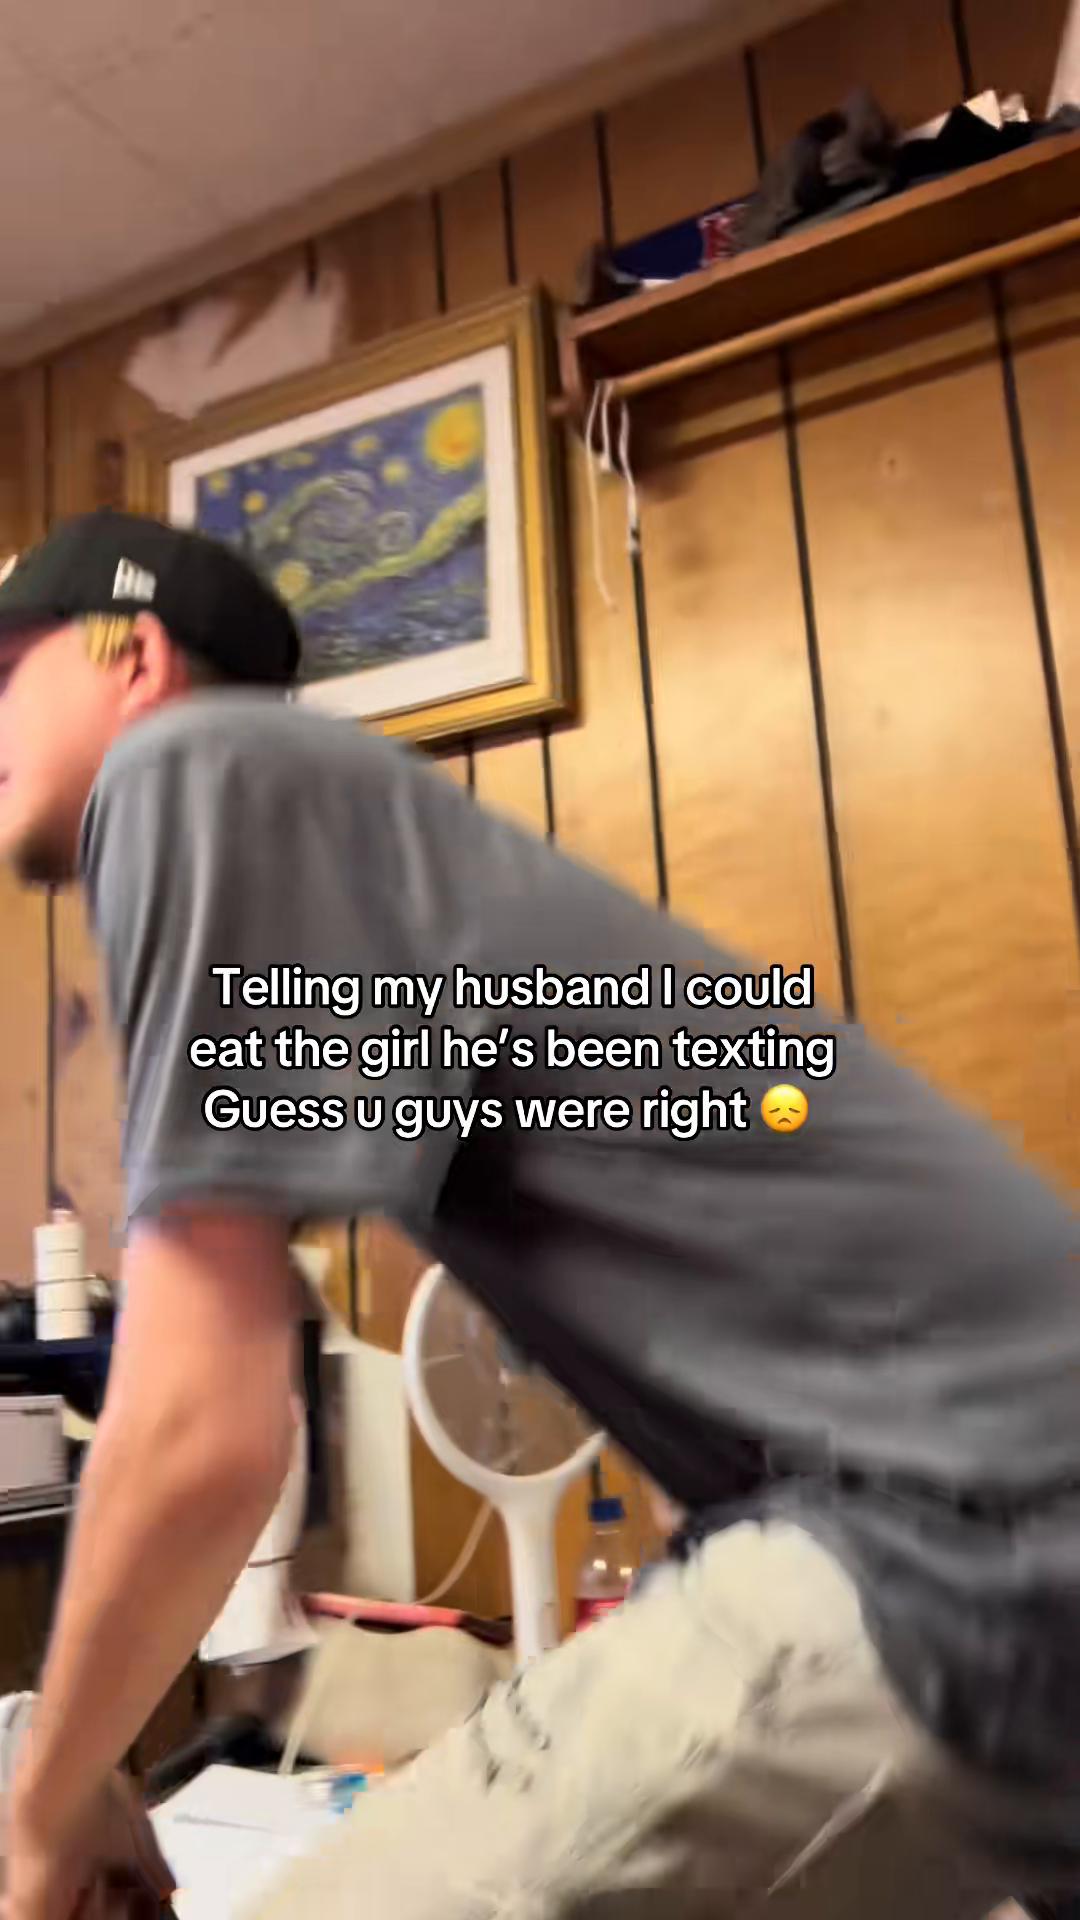 Telling my husband I could
eat the girl he’s been texting
Guess u guys were right 😞